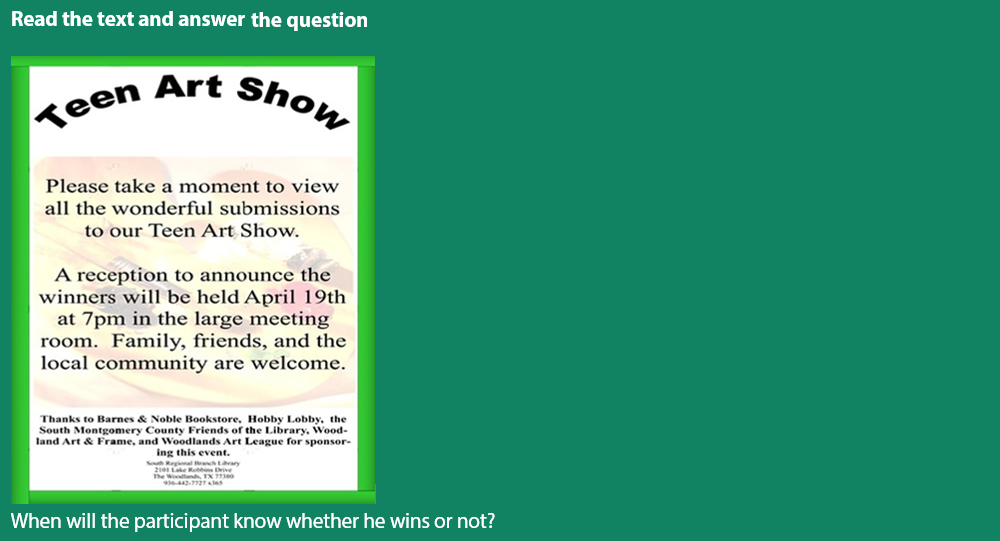 Read the text and answer the question
Teen Art Show
Please take a moment to view
all the wonderful submissions
to our Teen Art Show.
A reception to announce the
winners will be held April 19th
at 7pm in the large meeting
room. Family, friends, and the
local community are welcome.
Thanks to Barnes & Noble Bookstore, Hobby Lobby, the
South Montgomery County Friends of the Library, Wood-
land Art & Frame, and Woodlands Art League for sponsor-
ing this event.
South Regional Branch Library
2101 Lake Robbins Drive
The Woodlands, TX 77380
936-442-7727 x365
When will the participant know whether he wins or not?